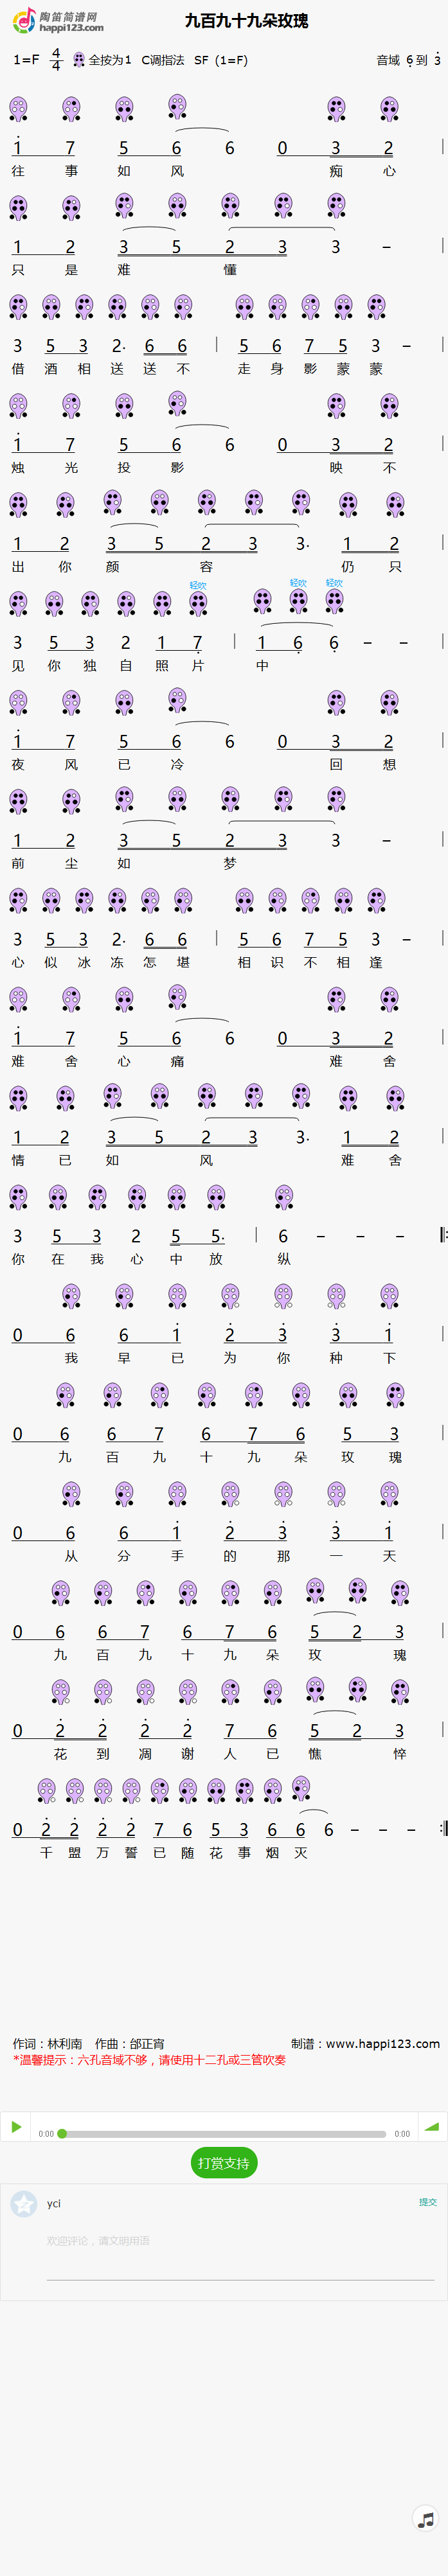 陶笛简谱网
happi123.com
九百九十九朵玫瑰
1=F 4/4 全按为1 C调指法 SF (1=F) 音域 6 到 3
1 7 5 6 6 0 3 2 |
往 事 如 风 痴 心
1 2 3 5 2 3 3 – |
只 是 难 懂
3 5 3 2. 6 6 | 5 6 7 5 3 – |
借 酒 相 送 送 不 走 身 影 蒙 蒙
1 7 5 6 6 0 3 2 |
烛 光 投 影 映 不
1 2 3 5 2 3 3. 1 2 |
出 你 颜 容 仍 只
轻吹 轻吹 轻吹
3 5 3 2 1 7 | 1 6 6 – – |
见 你 独 自 照 片 中
1 7 5 6 6 0 3 2 |
夜 风 已 冷 回 想
1 2 3 5 2 3 3 – |
前 尘 如 梦
3 5 3 2. 6 6 | 5 6 7 5 3 – |
心 似 冰 冻 怎 堪 相 识 不 相 逢
1 7 5 6 6 0 3 2 |
难 舍 心 痛 难 舍
1 2 3 5 2 3 3. 1 2 |
情 已 如 风 难 舍
3 5 3 2 5 5. | 6 – – – |:
你 在 我 心 中 放 纵
0 6 6 1 2 3 3 1 |
我 早 已 为 你 种 下
0 6 6 7 6 7 6 5 3 |
九 百 九 十 九 朵 玫 瑰
0 6 6 1 2 3 3 1 |
从 分 手 的 那 一 天
0 6 6 7 6 7 6 5 2 3 |
九 百 九 十 九 朵 玫 瑰
0 2 2 2 2 7 6 5 2 3 |
花 到 凋 谢 人 已 憔 悴
0 2 2 2 2 7 6 5 3 6 6 6 – – – :|
千 盟 万 誓 已 随 花 事 烟 灭
作词：林利南 作曲：邰正宵 制谱：www.happi123.com
*温馨提示：六孔音域不够，请使用十二孔或三管吹奏
0:00 0:00
打赏支持
yci 提交
欢迎评论，请文明用语